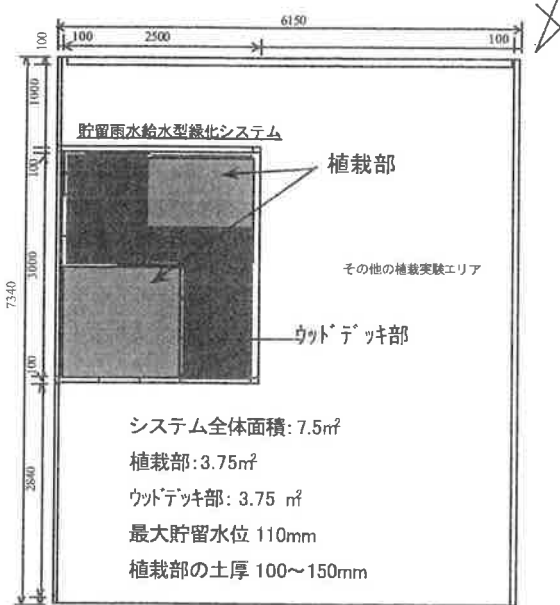 6150
100
100
2500
100
1000
貯留雨水給水型緑化システム
100
植栽部
その他の植栽実験エリア
3000
7340
ウッドデッキ部
100
システム全体面積: 7.5㎡
植栽部: 3.75㎡
ウッドデッキ部: 3.75 ㎡
最大貯留水位 110mm
植栽部の土厚 100～150mm
2840
100